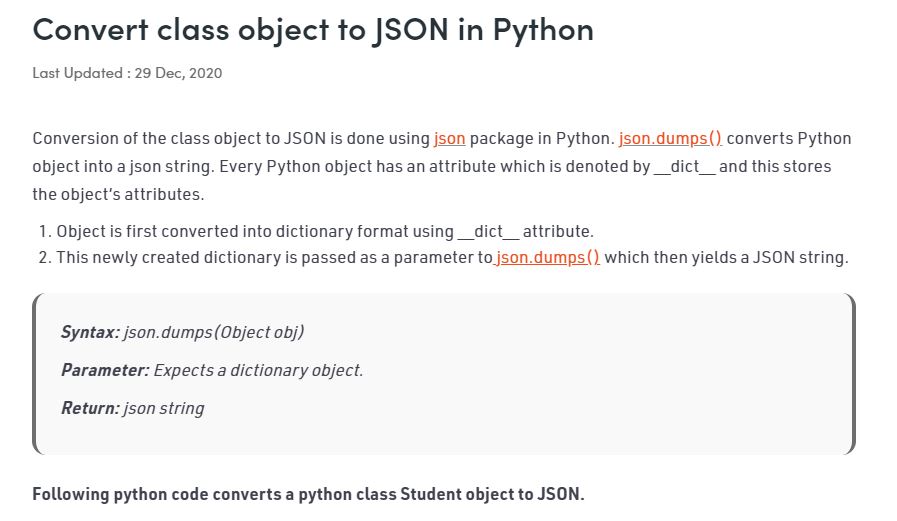 Convert class object to JSON in Python
Last Updated : 29 Dec, 2020
Conversion of the class object to JSON is done using json package in Python. json.dumps() converts Python
object into a json string. Every Python object has an attribute which is denoted by __dict__ and this stores
the object's attributes.
1. Object is first converted into dictionary format using __dict__ attribute.
2. This newly created dictionary is passed as a parameter to json.dumps() which then yields a JSON string.
Syntax: json.dumps(Object obj)
Parameter: Expects a dictionary object.
Return: json string
Following python code converts a python class Student object to JSON.